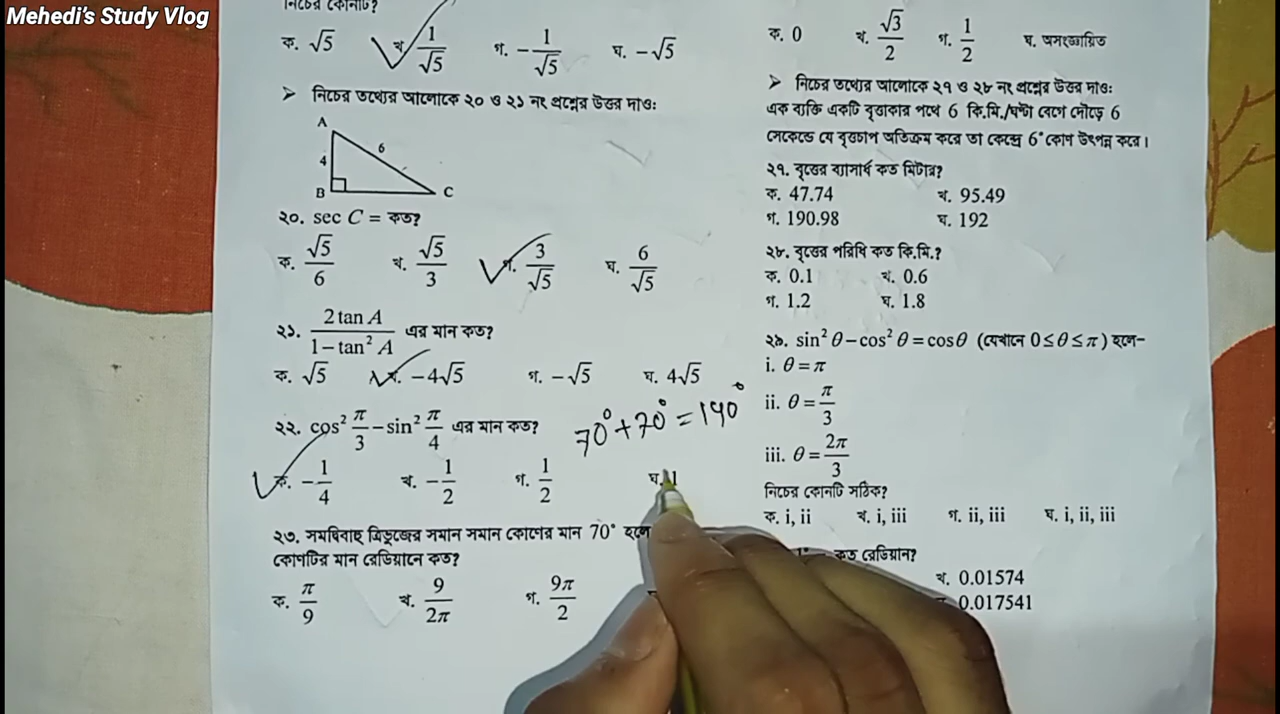 Mehedi's Study Vlog
নিচের কোনটি?
ক. √5 খ. 1/√5 গ. -1/√5 ঘ. -√5
➤ নিচের তথ্যের আলোকে ২০ ও ২১ নং প্রশ্নের উত্তর দাও:
A
4 6
B C
২০. sec C = কত?
ক. √5/6 খ. √5/3 গ. 3/√5 ঘ. 6/√5
২১. 2 tan A/1 - tan² A এর মান কত?
ক. √5 খ. -4√5 গ. -√5 ঘ. 4√5
২২. cos² π/3 - sin² π/4 এর মান কত?
70° + 70° = 140°
ক. -1/4 খ. -1/2 গ. 1/2 ঘ. 1
২৩. সমদ্বিবাহু ত্রিভুজের সমান সমান কোণের মান 70° হলে
কোণটির মান রেডিয়ানে কত?
ক. π/9 খ. 9/2π গ. 9π/2
ক. 0 খ. √3/2 গ. 1/2 ঘ. অসংজ্ঞায়িত
➤ নিচের তথ্যের আলোকে ২৭ ও ২৮ নং প্রশ্নের উত্তর দাও:
এক ব্যক্তি একটি বৃত্তাকার পথে 6 কি.মি./ঘন্টা বেগে দৌড়ে 6
সেকেন্ডে যে বৃত্তচাপ অতিক্রম করে তা কেন্দ্রে 6° কোণ উৎপন্ন করে।
২৭. বৃত্তের ব্যাসার্ধ কত মিটার?
ক. 47.74 খ. 95.49
গ. 190.98 ঘ. 192
২৮. বৃত্তের পরিধি কত কি.মি.?
ক. 0.1 খ. 0.6
গ. 1.2 ঘ. 1.8
২৯. sin² θ - cos² θ = cos θ (যেখানে 0 ≤ θ ≤ π) হলে-
i. θ = π
ii. θ = π/3
iii. θ = 2π/3
নিচের কোনটি সঠিক?
ক. i, ii খ. i, iii গ. ii, iii ঘ. i, ii, iii
কত রেডিয়ান?
খ. 0.01574
0.017541